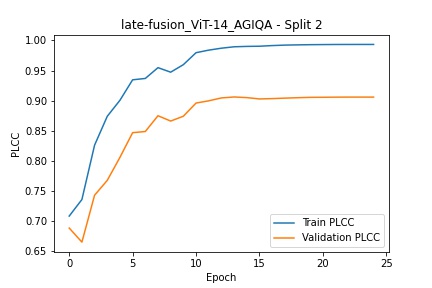 late-fusion_ViT-14_AGIQA - Split 2
1.00
0.95
0.90
0.85
0.80
0.75
0.70
0.65
PLCC
Train PLCC
Validation PLCC
0 5 10 15 20 25
Epoch